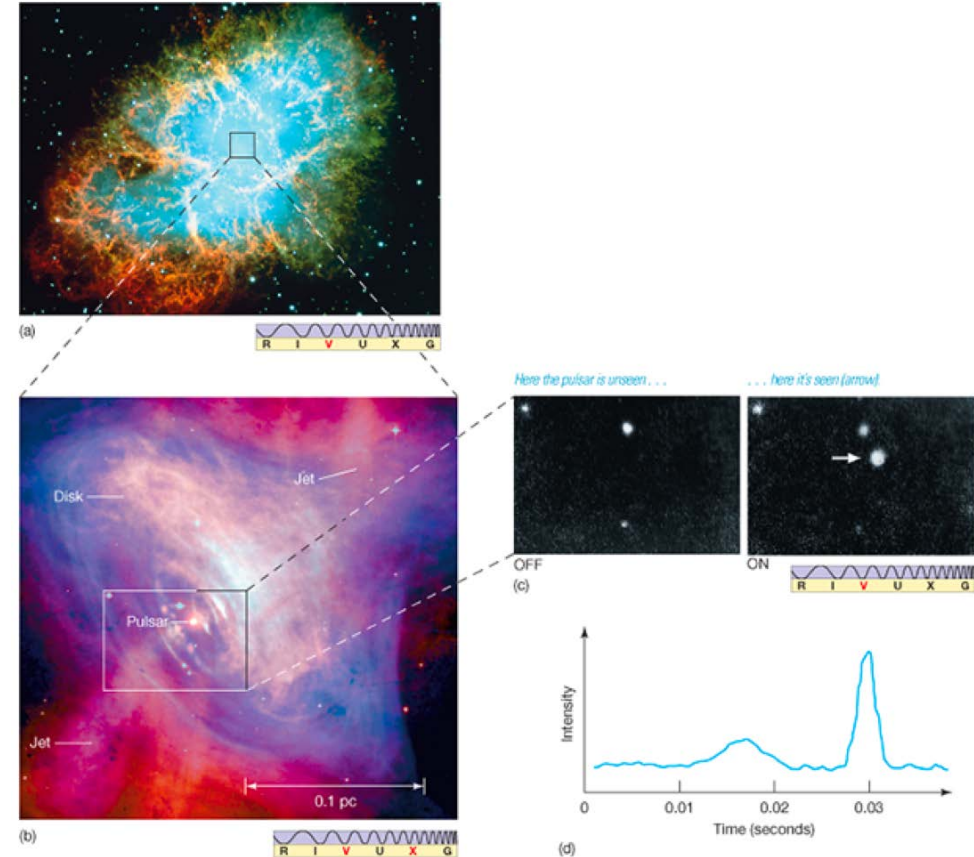 (a)
R I V U X G
Here the pulsar is unseen . . .
. . . here it's seen (arrow).
Jet
Disk
Pulsar
Jet
0.1 pc
(b)
R I V U X G
OFF
ON
(c)
R I V U X G
Intensity
0 0.01 0.02 0.03
Time (seconds)
(d)